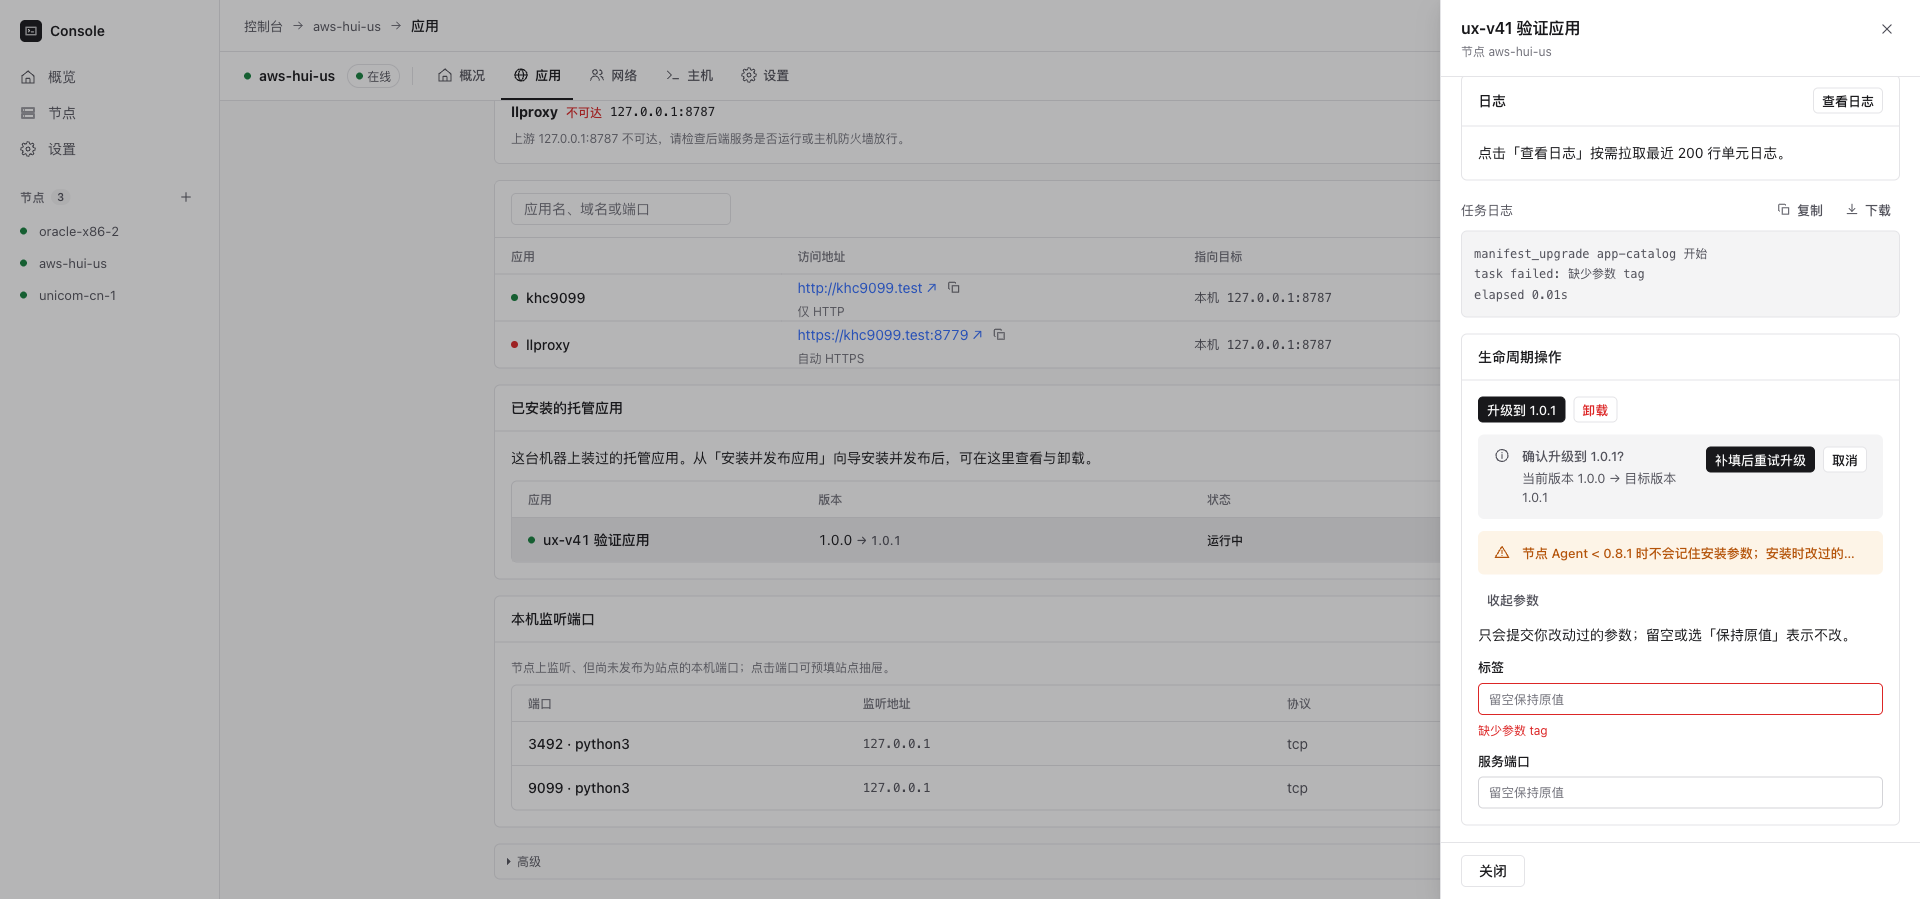 Console
概览
节点
设置
节点 3
oracle-x86-2
aws-hui-us
unicom-cn-1
控制台 → aws-hui-us → 应用
aws-hui-us 在线 概况 应用 网络 主机 设置
llproxy 不可达 127.0.0.1:8787
上游 127.0.0.1:8787 不可达，请检查后端服务是否运行或主机防火墙放行。
应用名、域名或端口
应用 访问地址 指向目标
khc9099 http://khc9099.test 本机 127.0.0.1:8787
仅 HTTP
llproxy https://khc9099.test:8779 本机 127.0.0.1:8787
自动 HTTPS
已安装的托管应用
这台机器上装过的托管应用。从「安装并发布应用」向导安装并发布后，可在这里查看与卸载。
应用 版本 状态
ux-v41 验证应用 1.0.0 → 1.0.1 运行中
本机监听端口
节点上监听、但尚未发布为站点的本机端口；点击端口可预填站点抽屉。
端口 监听地址 协议
3492 · python3 127.0.0.1 tcp
9099 · python3 127.0.0.1 tcp
高级
ux-v41 验证应用
节点 aws-hui-us
日志 查看日志
点击「查看日志」按需拉取最近 200 行单元日志。
任务日志 复制 下载
manifest_upgrade app-catalog 开始
task failed: 缺少参数 tag
elapsed 0.01s
生命周期操作
升级到 1.0.1 卸载
确认升级到 1.0.1? 补填后重试升级 取消
当前版本 1.0.0 → 目标版本
1.0.1
节点 Agent < 0.8.1 时不会记住安装参数；安装时改过的...
收起参数
只会提交你改动过的参数；留空或选「保持原值」表示不改。
标签
留空保持原值
缺少参数 tag
服务端口
留空保持原值
关闭